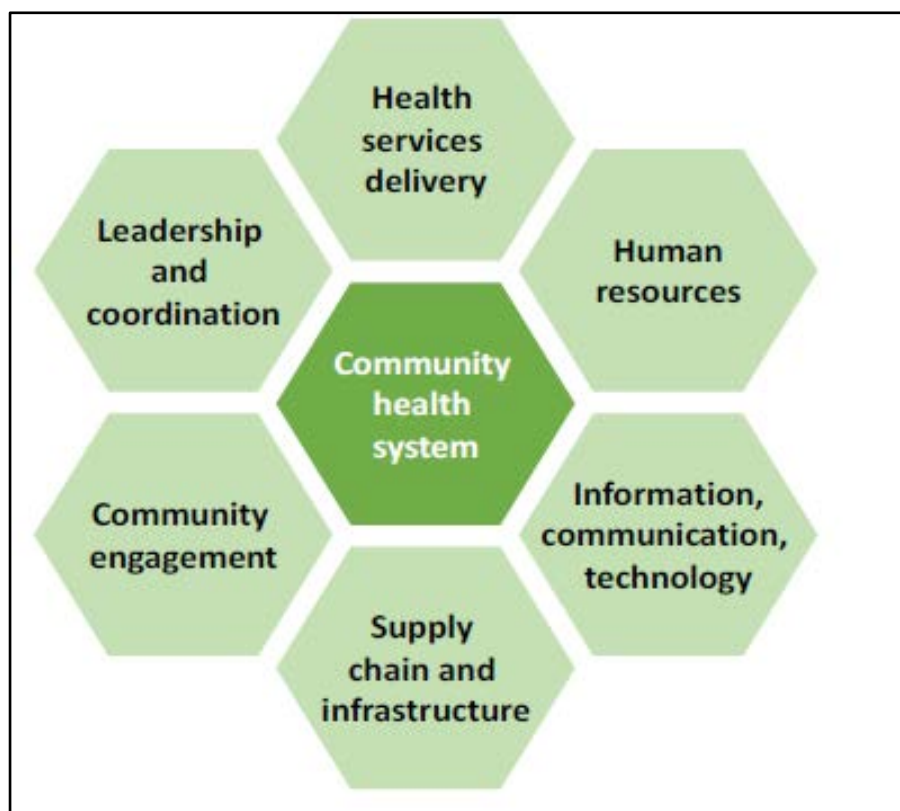 Health
services
delivery
Leadership
and
coordination
Human
resources
Community
health
system
Community
engagement
Information,
communication,
technology
Supply
chain and
infrastructure